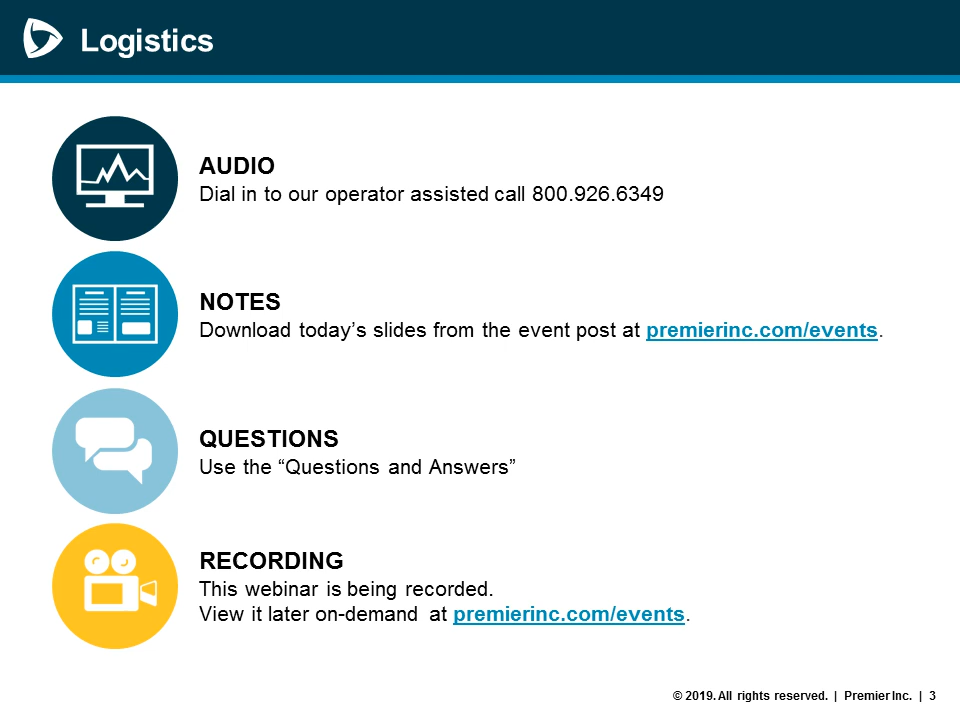 Logistics
AUDIO
Dial in to our operator assisted call 800.926.6349
NOTES
Download today’s slides from the event post at premierinc.com/events.
QUESTIONS
Use the “Questions and Answers”
RECORDING
This webinar is being recorded.
View it later on-demand at premierinc.com/events.
© 2019. All rights reserved. | Premier Inc. | 3